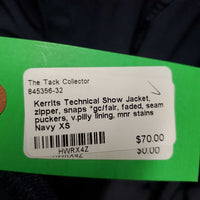 The Tack Collector
845356-32
Kerrits Technical Show Jacket,
zipper, snaps *gc/fair, faded, seam
puckers, v.pilly lining, mnr stains
Navy XS
$70.00
HWRX4Z
$0.00